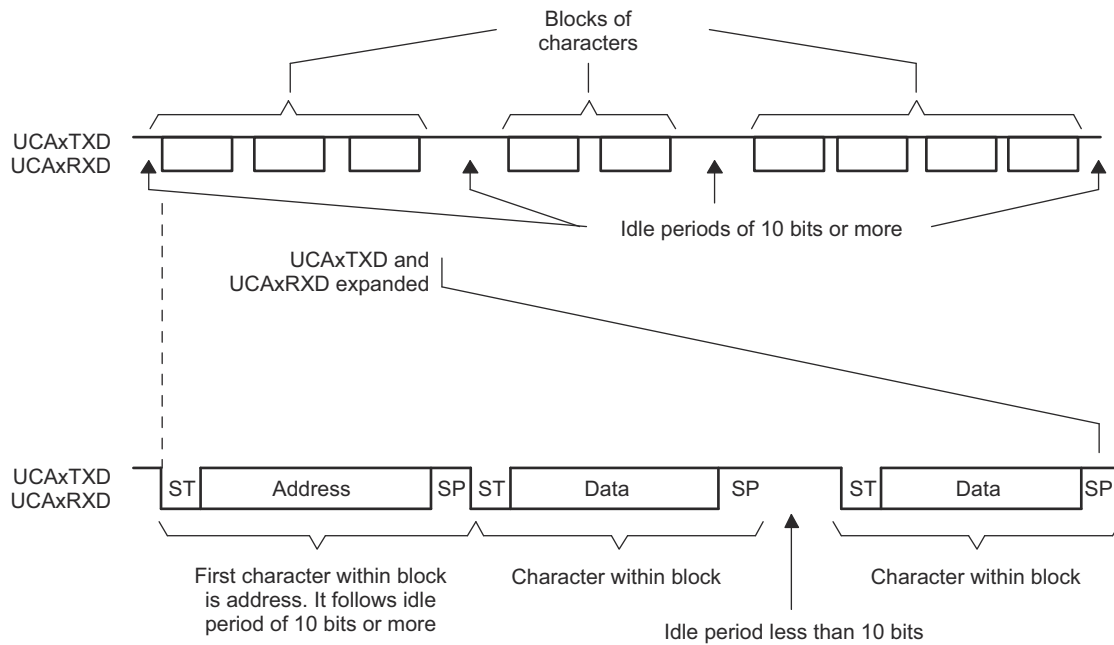 Blocks of
characters
UCAxTXD
UCAxRXD
Idle periods of 10 bits or more
UCAxTXD and
UCAxRXD expanded
UCAxTXD
UCAxRXD
ST Address SP ST Data SP ST Data SP
First character within block
is address. It follows idle
period of 10 bits or more
Character within block
Character within block
Idle period less than 10 bits